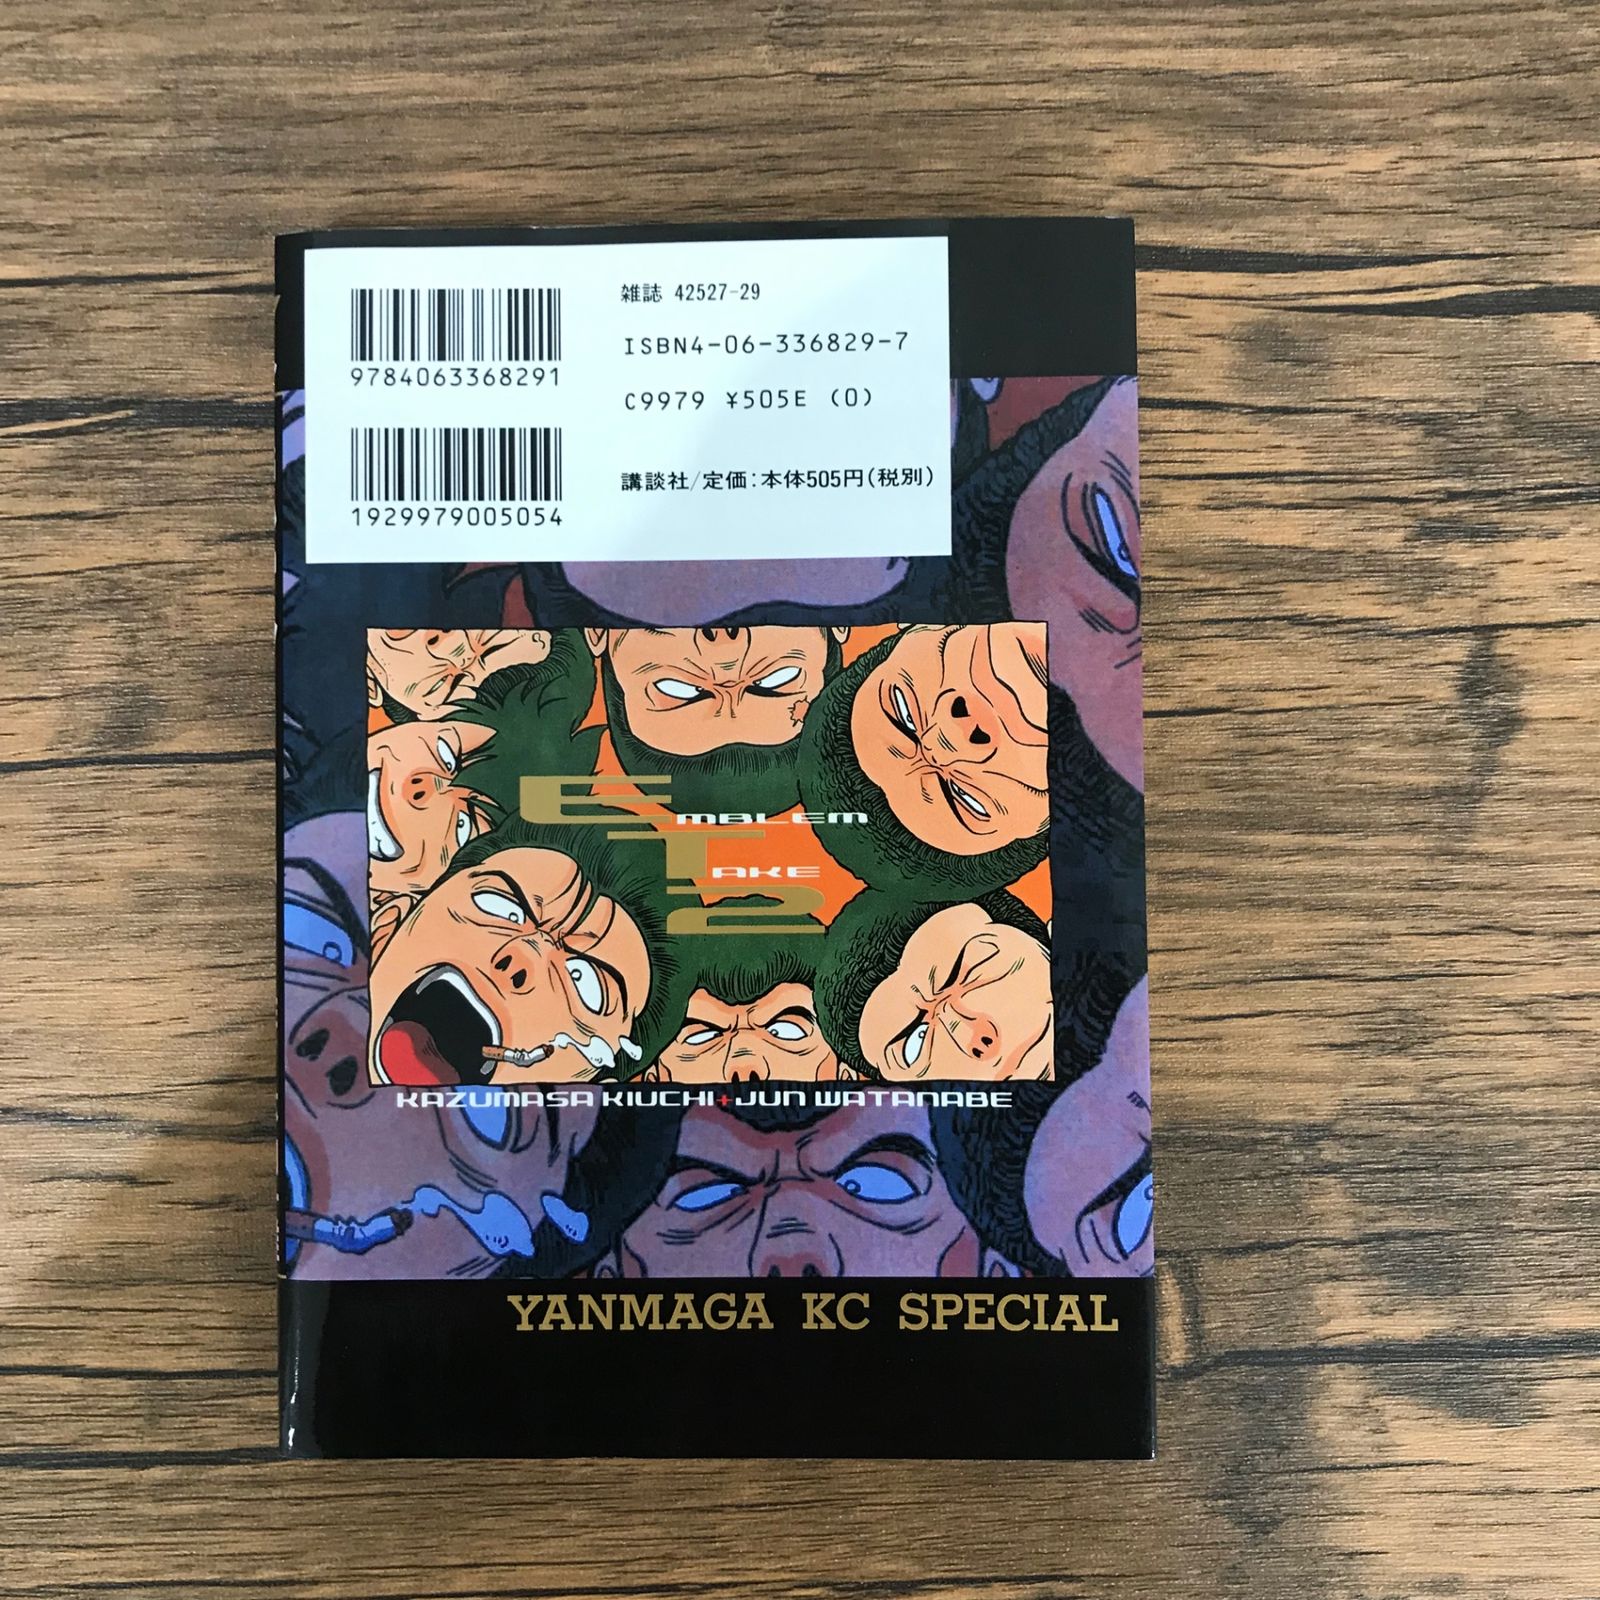 雑誌 42527-29
ISBN4-06-336829-7
9784063368291
C9979 ¥505E (0)
講談社/定価:本体505円(税別)
1929979005054
EMBLEM
TAKE
2
KAZUMASA KIUCHI+JUN WATANABE
YANMAGA KC SPECIAL